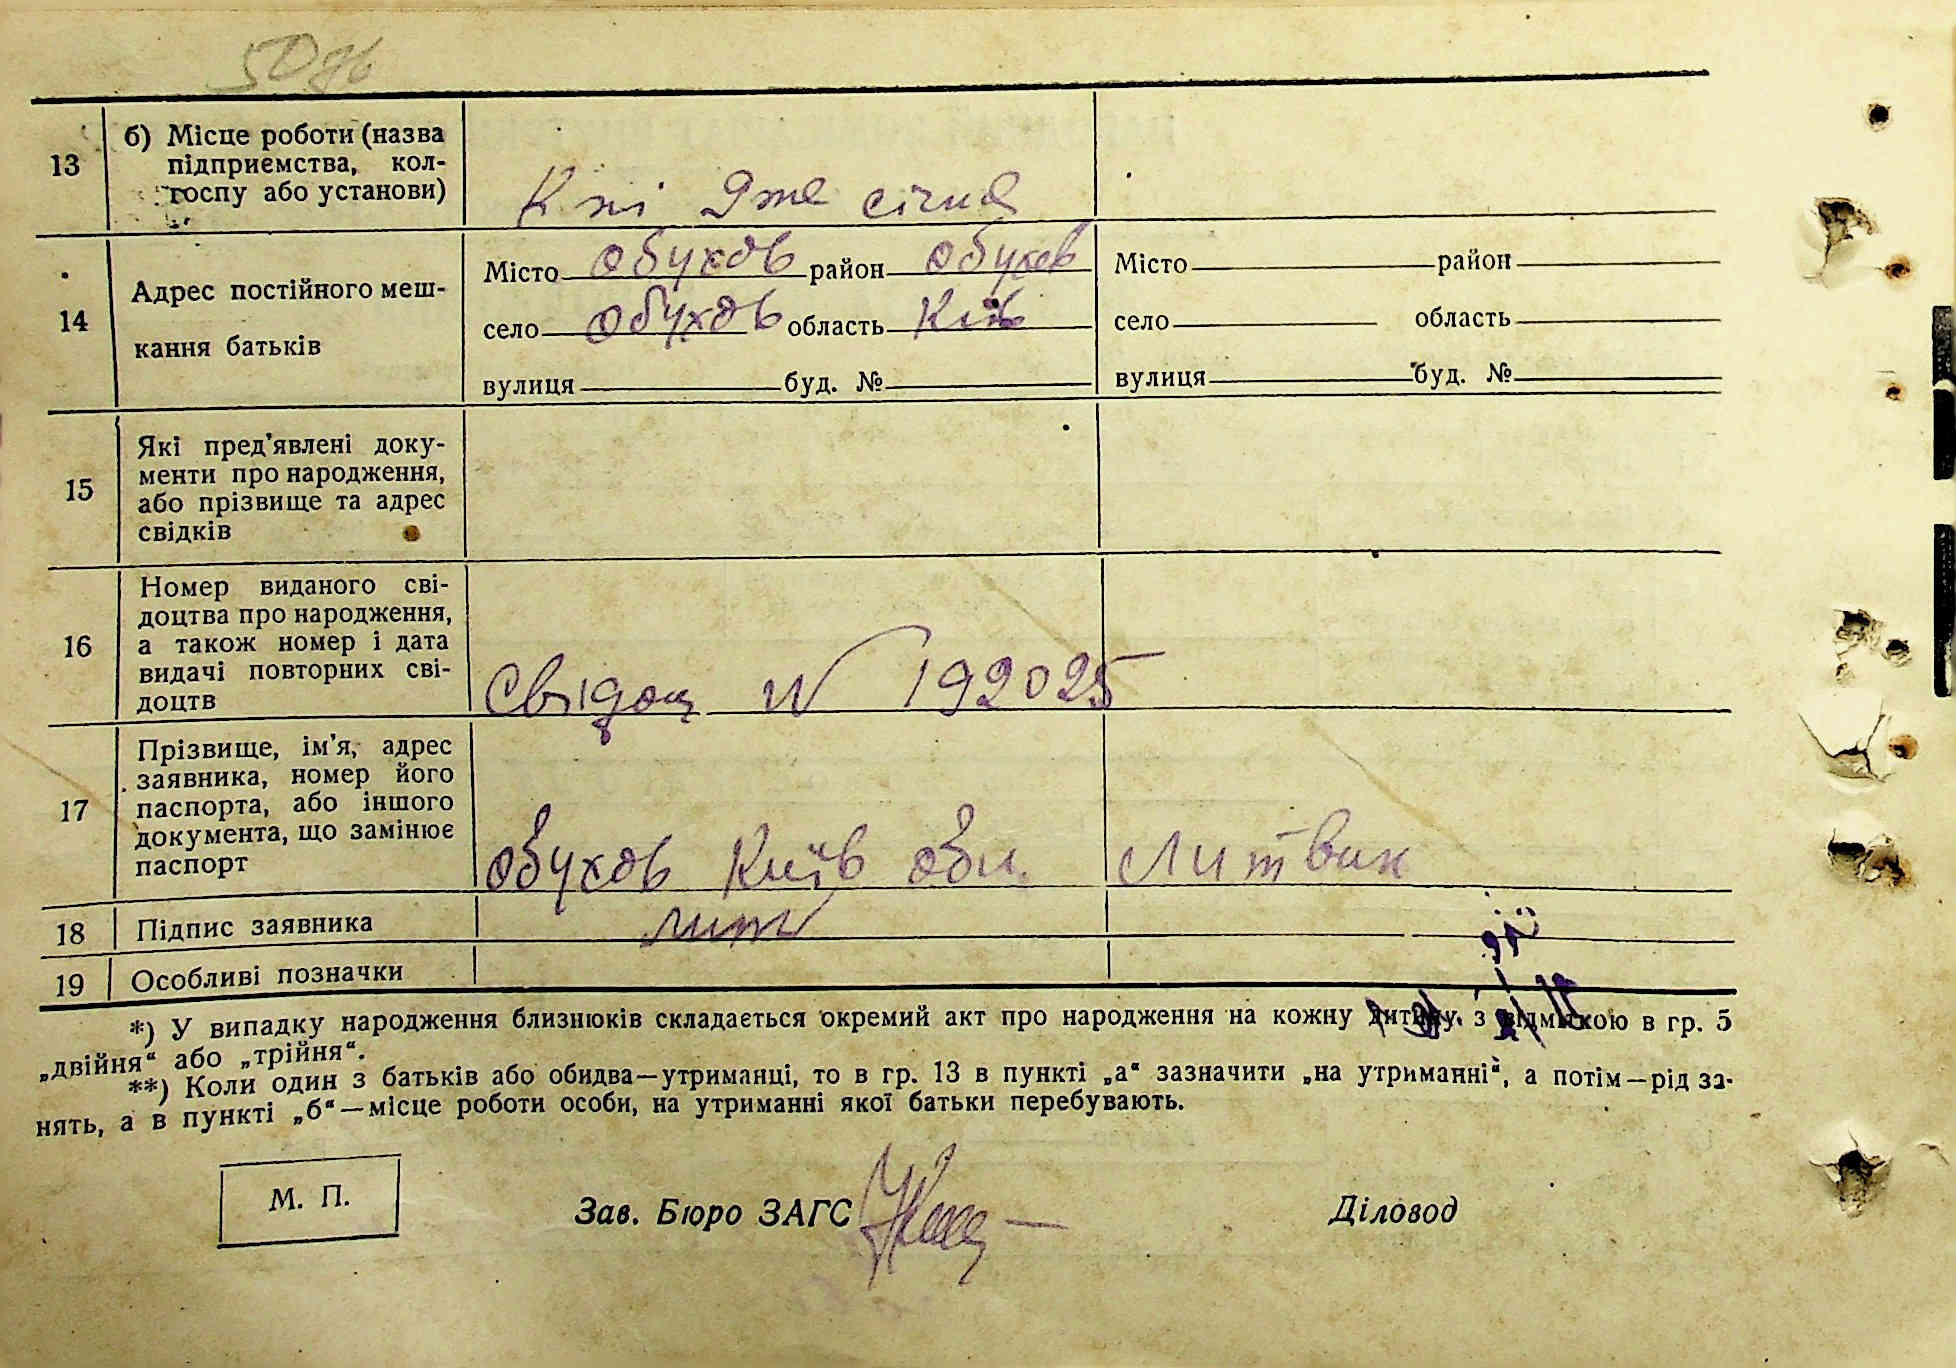 13
б) Місце роботи (назва
підприємства, кол-
госпу або установи)
січня
14
Адрес постійного меш-
кання батьків
Місто Обухов район Обухов
село Обухов область Київ
вулиця буд. №
Місто район
село область
вулиця буд. №
15
Які пред'явлені доку-
менти про народження,
або прізвище та адрес
свідків
16
Номер виданого сві-
доцтва про народження,
а також номер і дата
видачі повторних сві-
доцтв
Свідоц N 192025
17
Прізвище, ім'я, адрес
заявника, номер його
паспорта, або іншого
документа, що замінює
паспорт
Обухов Київ обл. Литвин
18
Підпис заявника
Лит
19
Особливі позначки
*) У випадку народження близнюків складається окремий акт про народження на кожну дитину з відміткою в гр. 5
„двійня“ або „трійня“.
**) Коли один з батьків або обидва—утриманці, то в гр. 13 в пункті „а“ зазначити „на утриманні“, а потім—рід за-
нять, а в пункті „б“—місце роботи особи, на утриманні якої батьки перебувають.
М. П.
Зав. Бюро ЗАГС
Діловод